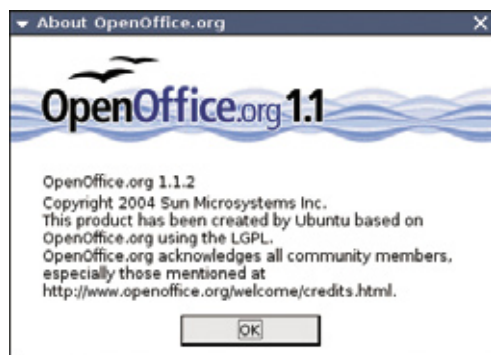 About OpenOffice.org
OpenOffice.org 1.1
OpenOffice.org 1.1.2
Copyright 2004 Sun Microsystems Inc.
This product has been created by Ubuntu based on
OpenOffice.org using the LGPL.
OpenOffice.org acknowledges all community members,
especially those mentioned at
http://www.openoffice.org/welcome/credits.html.
OK